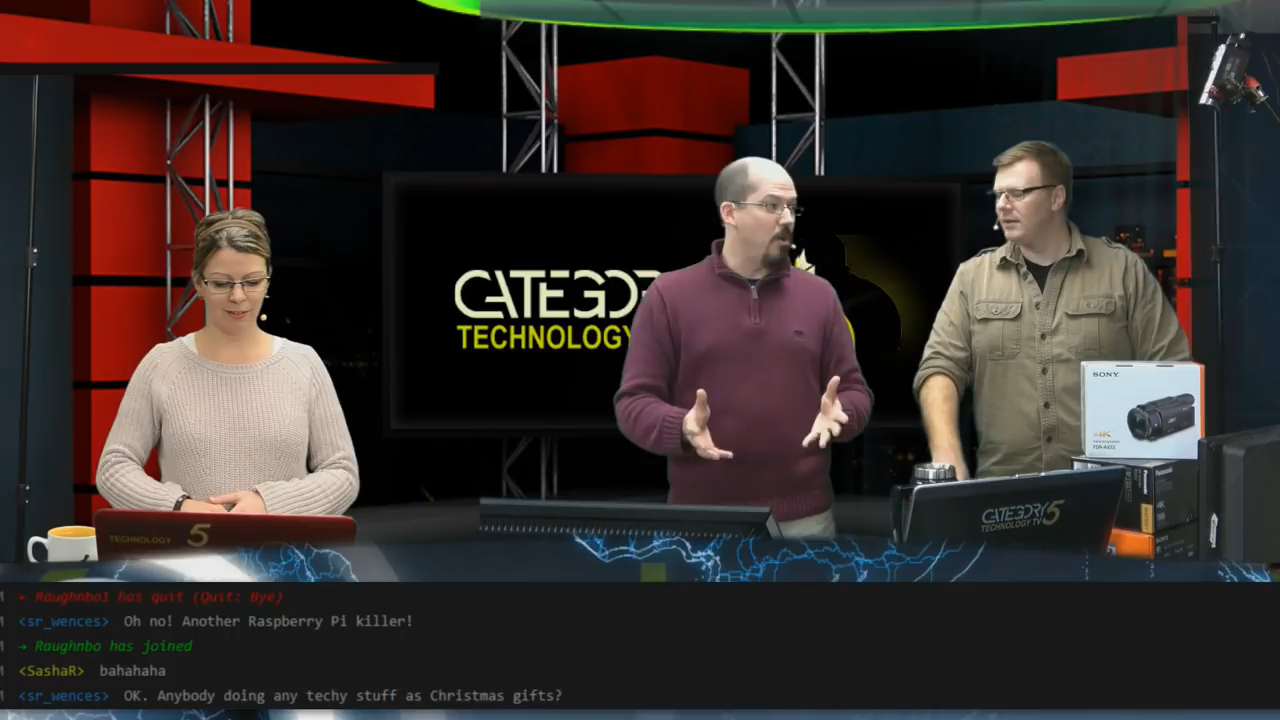 CATEGO
TECHNOLOGY
SONY
4K
TECHNOLOGY 5
CATEGORY 5
TECHNOLOGY TV
← Raughnbo1 has quit (Quit: Bye)
<sr_wences> Oh no! Another Raspberry Pi killer!
→ Raughnbo has joined
<SashaR> bahahaha
<sr_wences> OK. Anybody doing any techy stuff as Christmas gifts?